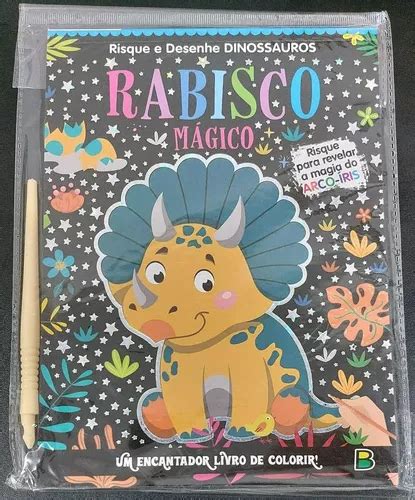 Risque e Desenhe DINOSSAUROS
RABISCO
MÁGICO
Risque
para revelar
a magia do
ARCO-ÍRIS
UM ENCANTADOR LIVRO DE COLORIR!
B